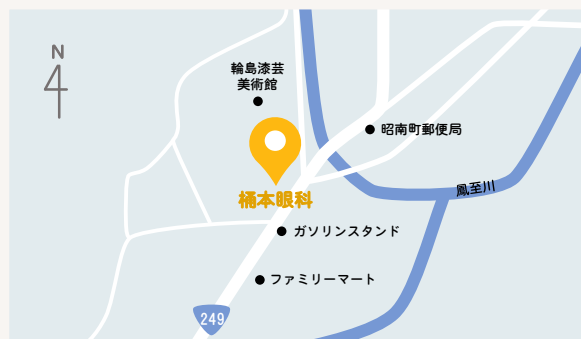 N
輪島漆芸
美術館
昭南町郵便局
鳳至川
桶本眼科
ガソリンスタンド
ファミリーマート
249